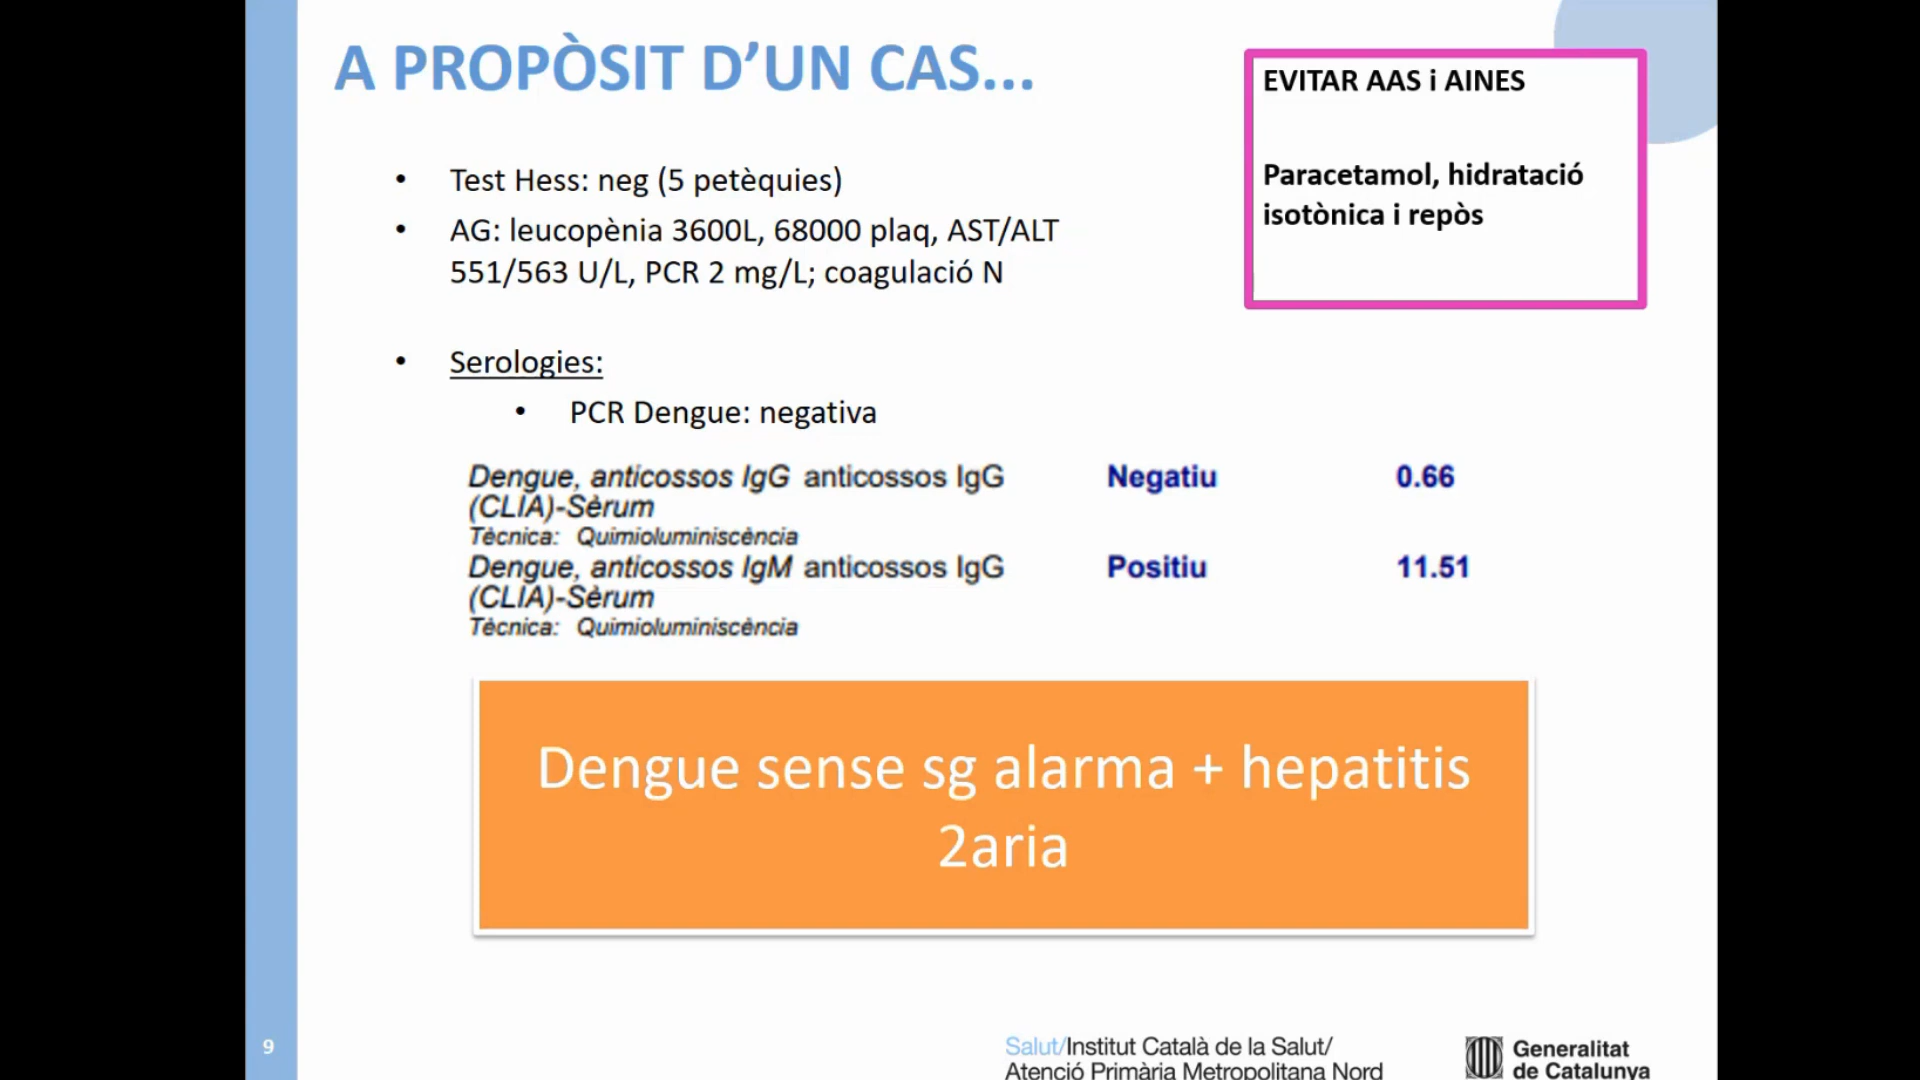 A PROPÒSIT D'UN CAS...
EVITAR AAS i AINES
Paracetamol, hidratació
isotònica i repòs
• Test Hess: neg (5 petèquies)
• AG: leucopènia 3600L, 68000 plaq, AST/ALT
551/563 U/L, PCR 2 mg/L; coagulació N
• Serologies:
• PCR Dengue: negativa
Dengue, anticossos IgG anticossos IgG Negatiu 0.66
(CLIA)-Sèrum
Tècnica: Quimioluminiscència
Dengue, anticossos IgM anticossos IgG Positiu 11.51
(CLIA)-Sèrum
Tècnica: Quimioluminiscència
Dengue sense sg alarma + hepatitis
2aria
9
Salut/Institut Català de la Salut/
Atenció Primària Metropolitana Nord
Generalitat
de Catalunya